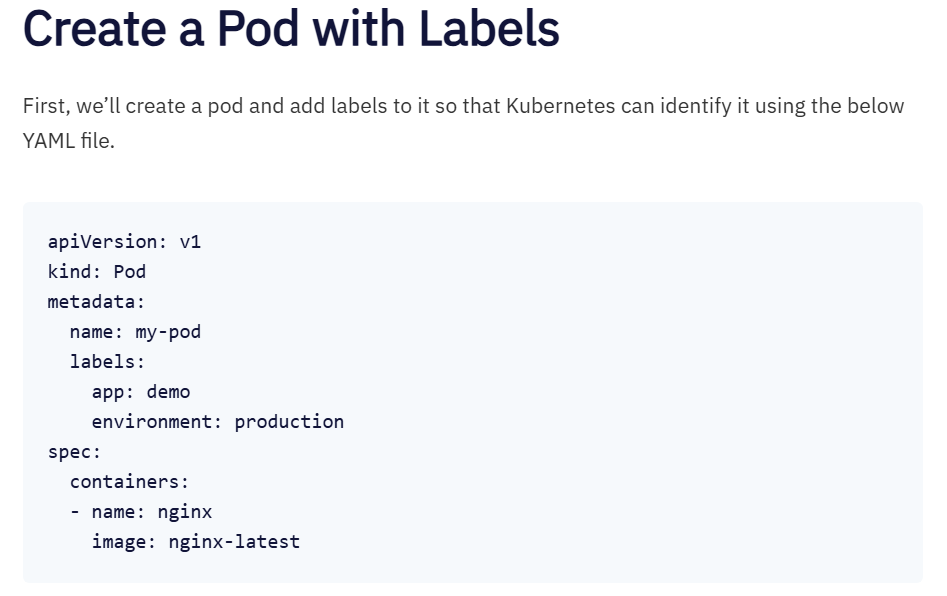 Create a Pod with Labels
First, we’ll create a pod and add labels to it so that Kubernetes can identify it using the below
YAML file.
apiVersion: v1
kind: Pod
metadata:
  name: my-pod
  labels:
    app: demo
    environment: production
spec:
  containers:
  - name: nginx
    image: nginx-latest